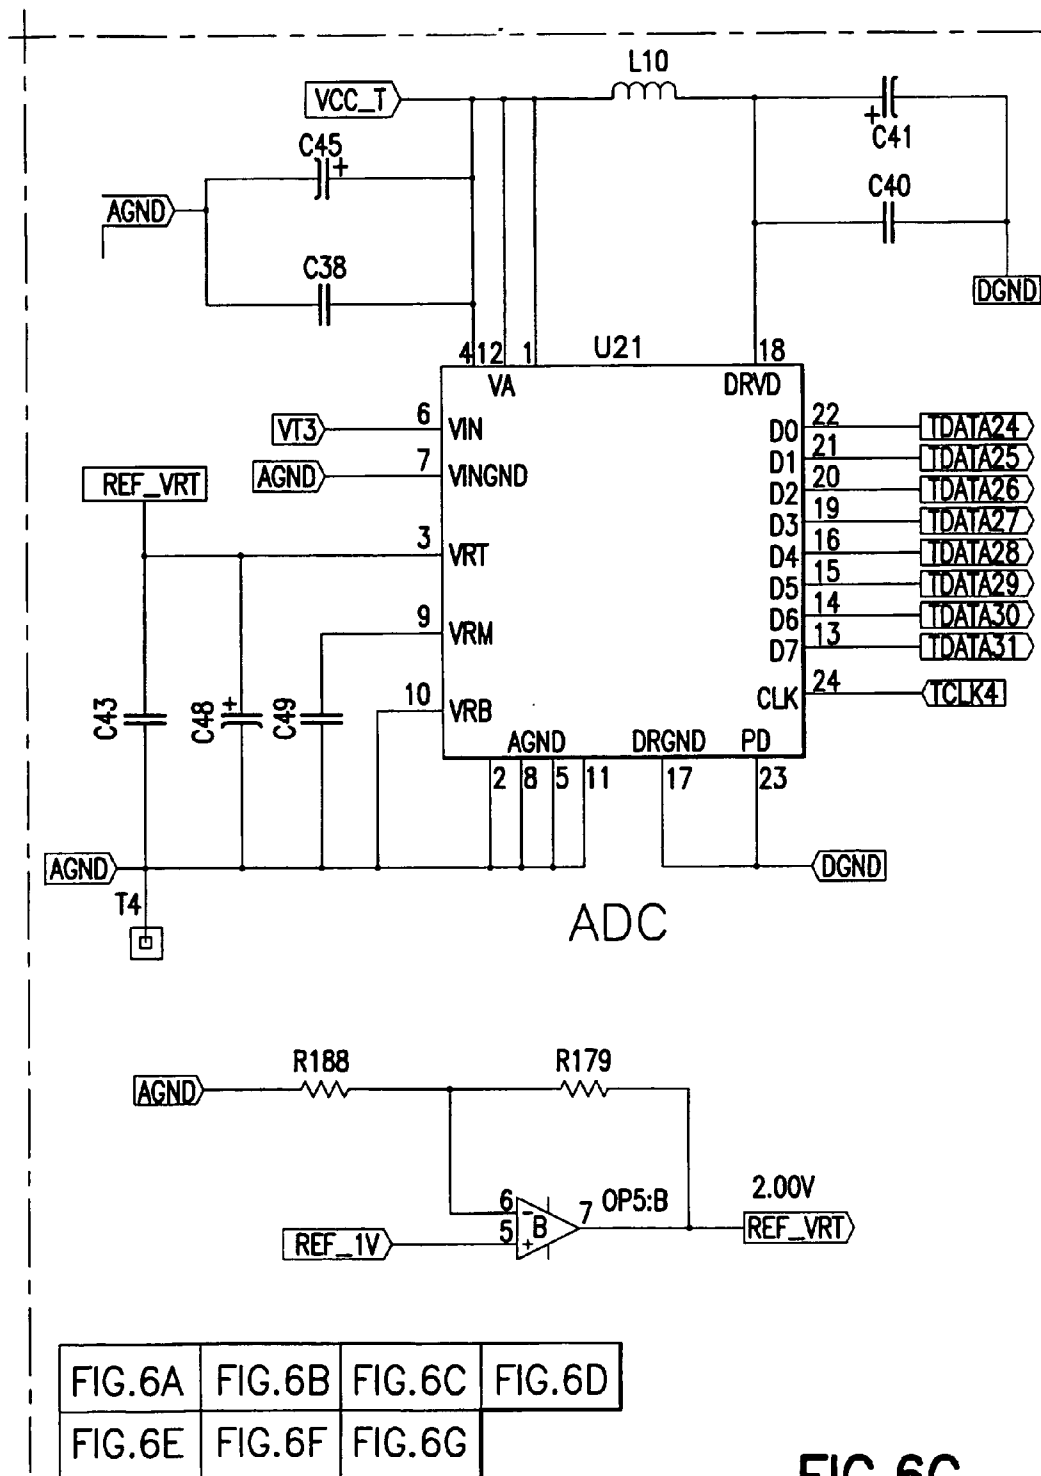 L10
VCC_T
+
C41
C45
+
C40
AGND
C38
DGND
U21
4 12 1
18
VA
DRVD
VT3
6 VIN
D0 22 TDATA24
AGND
7 VINGND
D1 21 TDATA25
REF_VRT
D2 20 TDATA26
D3 19 TDATA27
3 VRT
D4 16 TDATA28
D5 15 TDATA29
9 VRM
D6 14 TDATA30
D7 13 TDATA31
10 VRB
CLK 24 TCLK4
C43
C48
+
C49
AGND DRGND PD
2 8 5 11 17 23
AGND
DGND
T4
ADC
R188
R179
AGND
6 - B 7 OP5:B
5 +
2.00V
REF_1V
REF_VRT
FIG.6A FIG.6B FIG.6C FIG.6D
FIG.6E FIG.6F FIG.6G